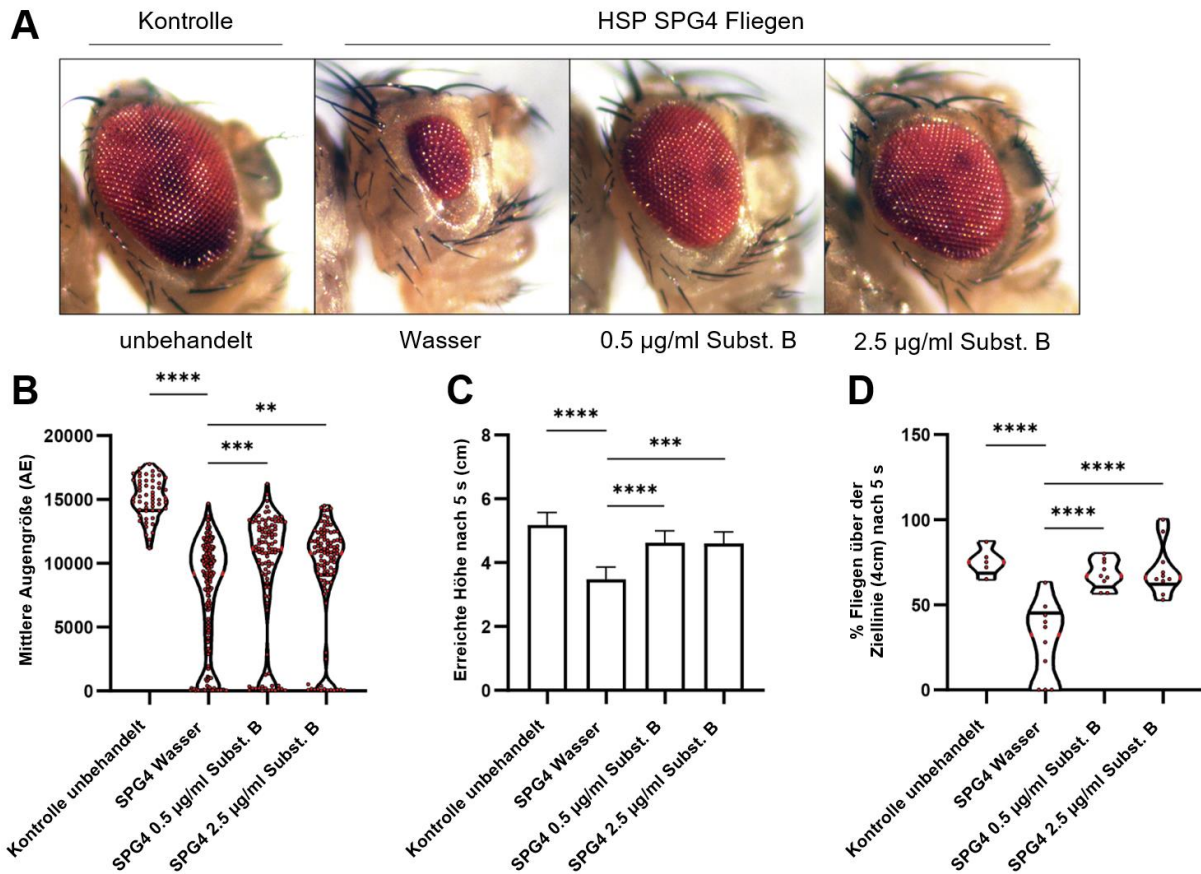 A
Kontrolle
HSP SPG4 Fliegen
unbehandelt
Wasser
0.5 µg/ml Subst. B
2.5 µg/ml Subst. B
B
****
**
***
Mittlere Augengröße (AE)
20000
15000
10000
5000
0
Kontrolle unbehandelt
SPG4 Wasser
SPG4 0.5 µg/ml Subst. B
SPG4 2.5 µg/ml Subst. B
C
****
***
****
Erreichte Höhe nach 5 s (cm)
8
6
4
2
0
Kontrolle unbehandelt
SPG4 Wasser
SPG4 0.5 µg/ml Subst. B
SPG4 2.5 µg/ml Subst. B
D
****
****
****
% Fliegen über der
Ziellinie (4cm) nach 5 s
150
100
50
0
Kontrolle unbehandelt
SPG4 Wasser
SPG4 0.5 µg/ml Subst. B
SPG4 2.5 µg/ml Subst. B